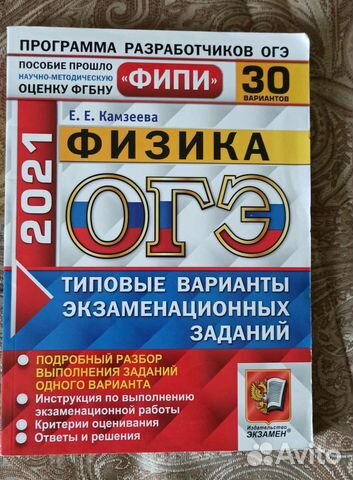 ПРОГРАММА РАЗРАБОТЧИКОВ ОГЭ
ПОСОБИЕ ПРОШЛО
НАУЧНО-МЕТОДИЧЕСКУЮ
ОЦЕНКУ ФГБНУ
«ФИПИ»
30
ВАРИАНТОВ
Е. Е. Камзеева
ФИЗИКА
2021
ОГЭ
ТИПОВЫЕ ВАРИАНТЫ
ЭКЗАМЕНАЦИОННЫХ
ЗАДАНИЙ
ПОДРОБНЫЙ РАЗБОР
ВЫПОЛНЕНИЯ ЗАДАНИЙ
ОДНОГО ВАРИАНТА
Инструкция по выполнению
экзаменационной работы
Критерии оценивания
Ответы и решения
Издательство
ЭКЗАМЕН®
Avito